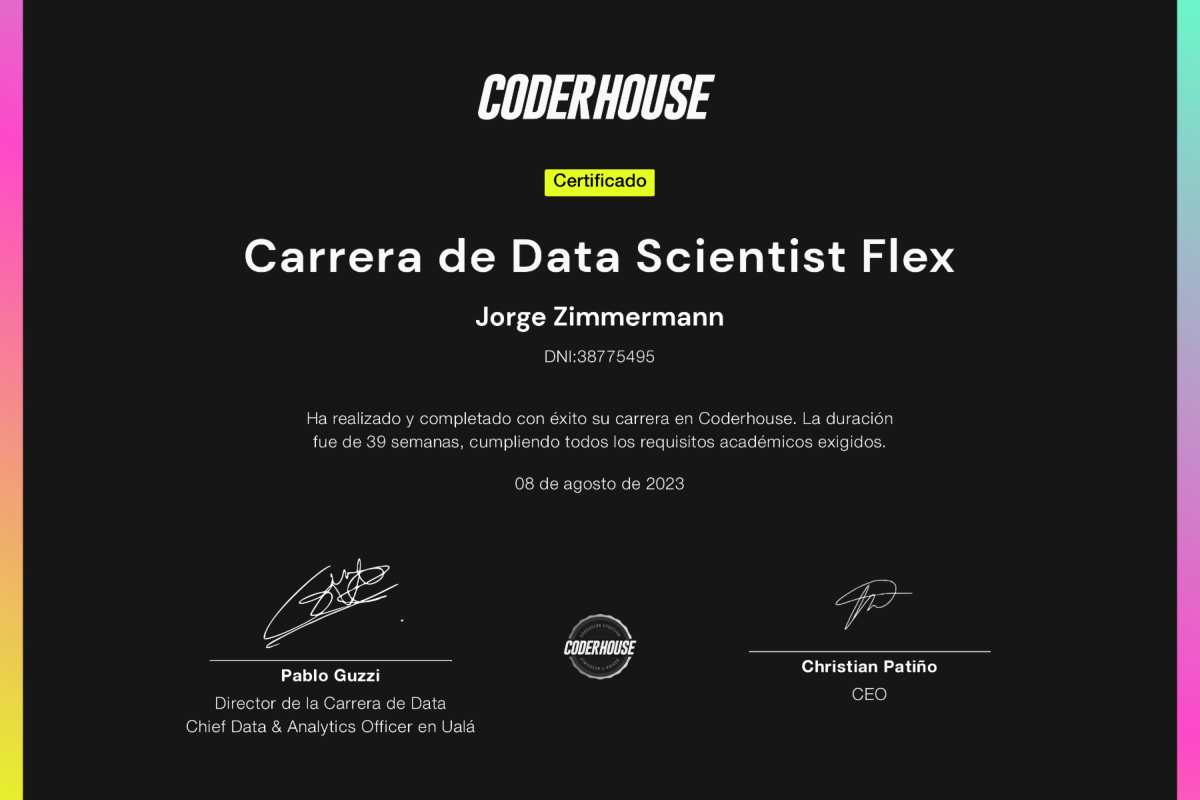 CODERHOUSE
Certificado
Carrera de Data Scientist Flex
Jorge Zimmermann
DNI:38775495
Ha realizado y completado con éxito su carrera en Coderhouse. La duración
fue de 39 semanas, cumpliendo todos los requisitos académicos exigidos.
08 de agosto de 2023
Pablo Guzzi
Director de la Carrera de Data
Chief Data & Analytics Officer en Ualá
CODERHOUSE
Christian Patiño
CEO